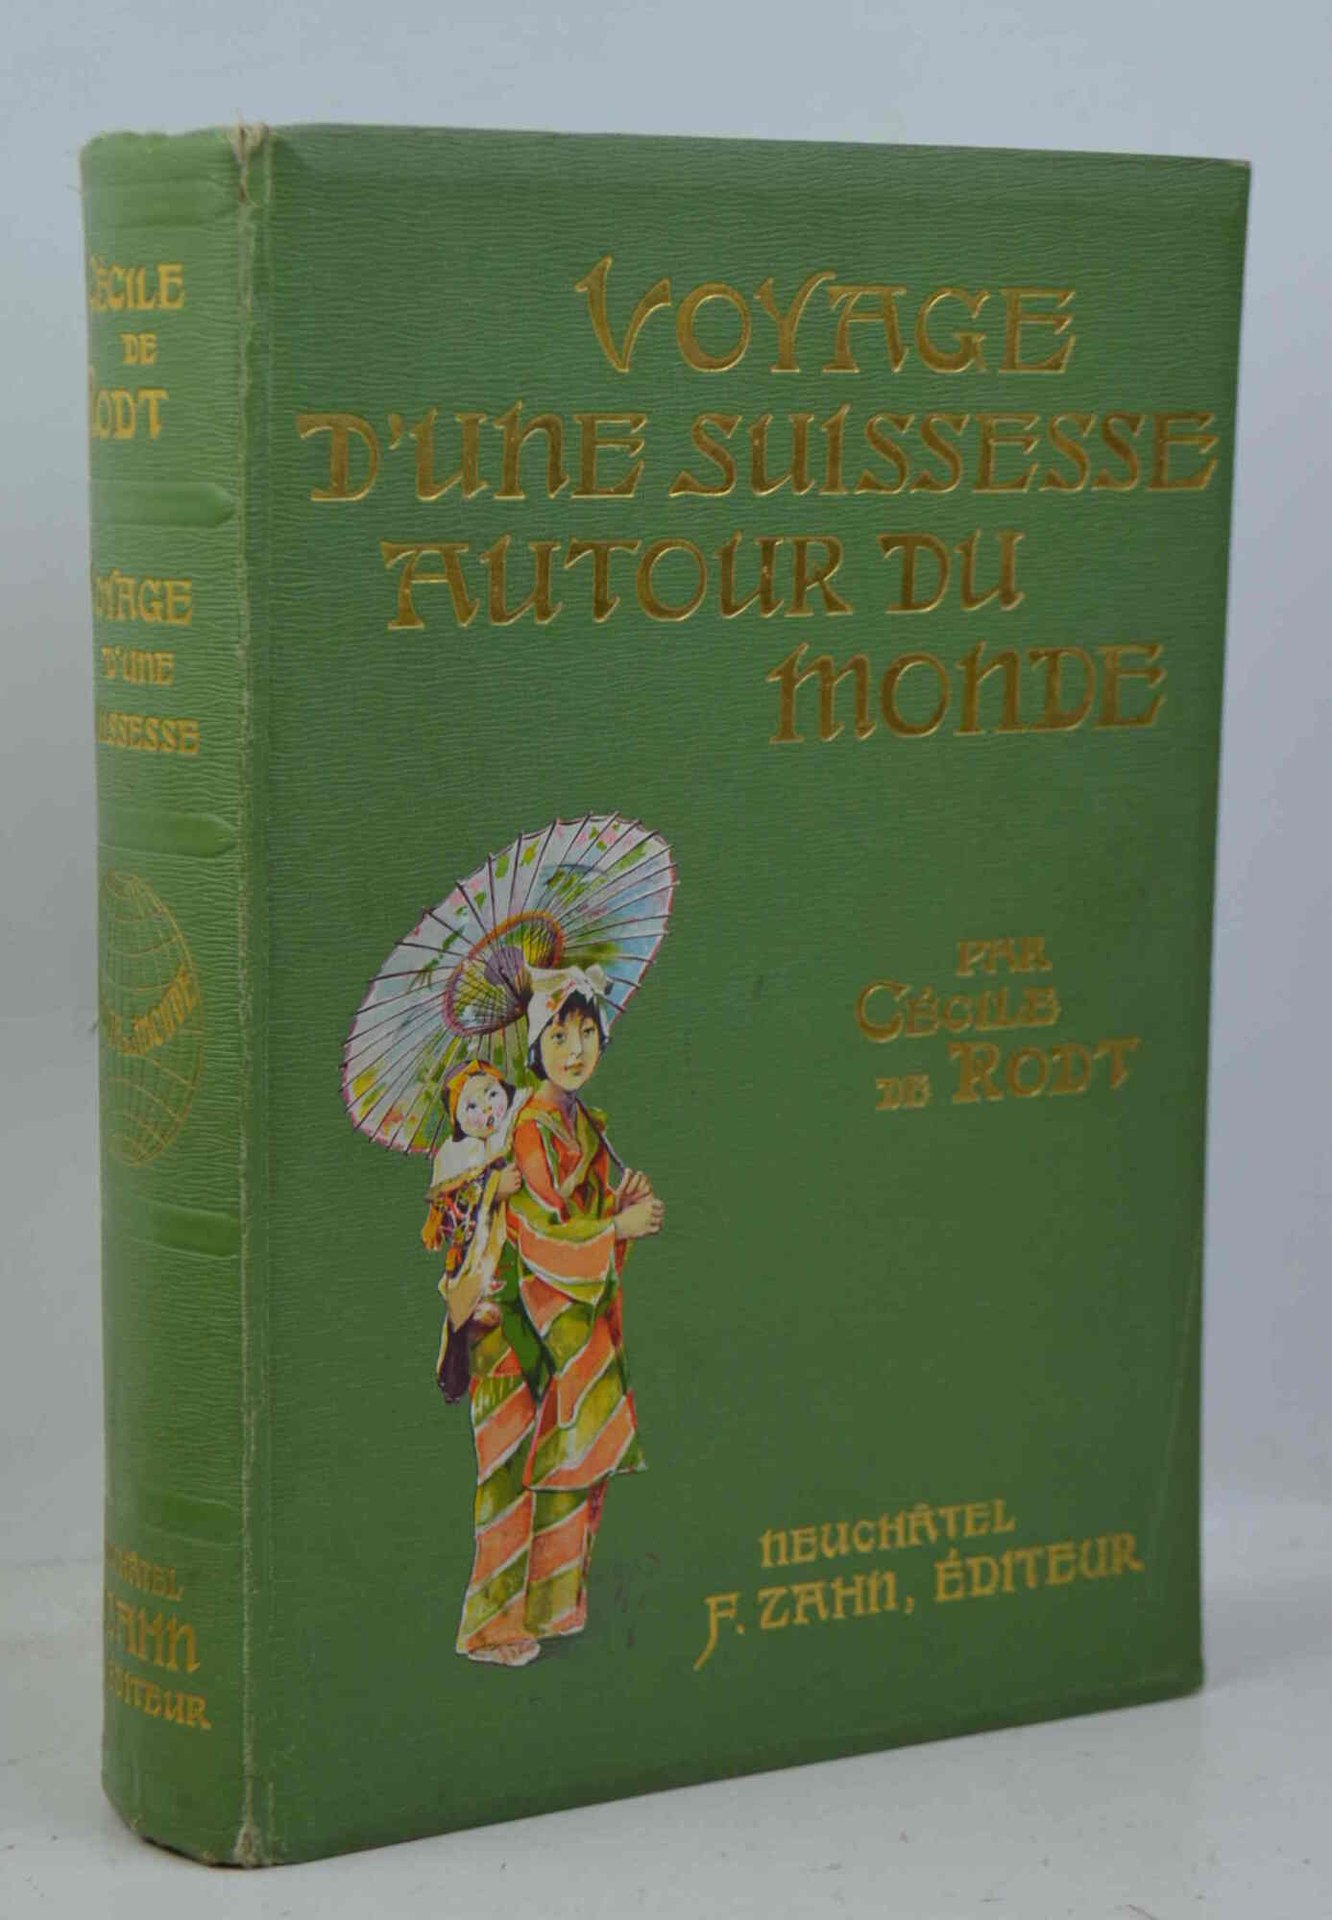 VOYAGE
D'UNE SUISSESSE
AUTOUR DU
MONDE
PAR
CÉCILE
DE RODT
NEUCHÂTEL
F. ZAHN, ÉDITEUR
CÉCILE
DE
RODT
VOYAGE
D'UNE
SUISSESSE
MONDE
ZAHN
ÉDITEUR